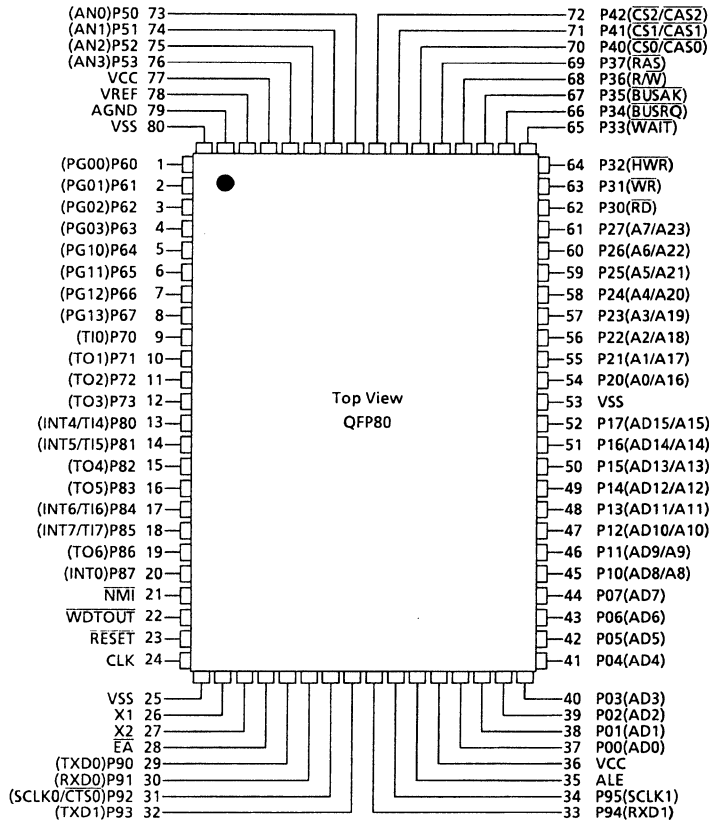 (AN0)P50 73
(AN1)P51 74
(AN2)P52 75
(AN3)P53 76
VCC 77
VREF 78
AGND 79
VSS 80
72 P42(CS2/CAS2)
71 P41(CS1/CAS1)
70 P40(CS0/CAS0)
69 P37(RAS)
68 P36(R/W)
67 P35(BUSAK)
66 P34(BUSRQ)
65 P33(WAIT)
(PG00)P60 1
(PG01)P61 2
(PG02)P62 3
(PG03)P63 4
(PG10)P64 5
(PG11)P65 6
(PG12)P66 7
(PG13)P67 8
(TI0)P70 9
(TO1)P71 10
(TO2)P72 11
(TO3)P73 12
(INT4/TI4)P80 13
(INT5/TI5)P81 14
(TO4)P82 15
(TO5)P83 16
(INT6/TI6)P84 17
(INT7/TI7)P85 18
(TO6)P86 19
(INT0)P87 20
NMI 21
WDTOUT 22
RESET 23
CLK 24
Top View
QFP80
64 P32(HWR)
63 P31(WR)
62 P30(RD)
61 P27(A7/A23)
60 P26(A6/A22)
59 P25(A5/A21)
58 P24(A4/A20)
57 P23(A3/A19)
56 P22(A2/A18)
55 P21(A1/A17)
54 P20(A0/A16)
53 VSS
52 P17(AD15/A15)
51 P16(AD14/A14)
50 P15(AD13/A13)
49 P14(AD12/A12)
48 P13(AD11/A11)
47 P12(AD10/A10)
46 P11(AD9/A9)
45 P10(AD8/A8)
44 P07(AD7)
43 P06(AD6)
42 P05(AD5)
41 P04(AD4)
VSS 25
X1 26
X2 27
EA 28
(TXD0)P90 29
(RXD0)P91 30
(SCLK0/CTS0)P92 31
(TXD1)P93 32
40 P03(AD3)
39 P02(AD2)
38 P01(AD1)
37 P00(AD0)
36 VCC
35 ALE
34 P95(SCLK1)
33 P94(RXD1)